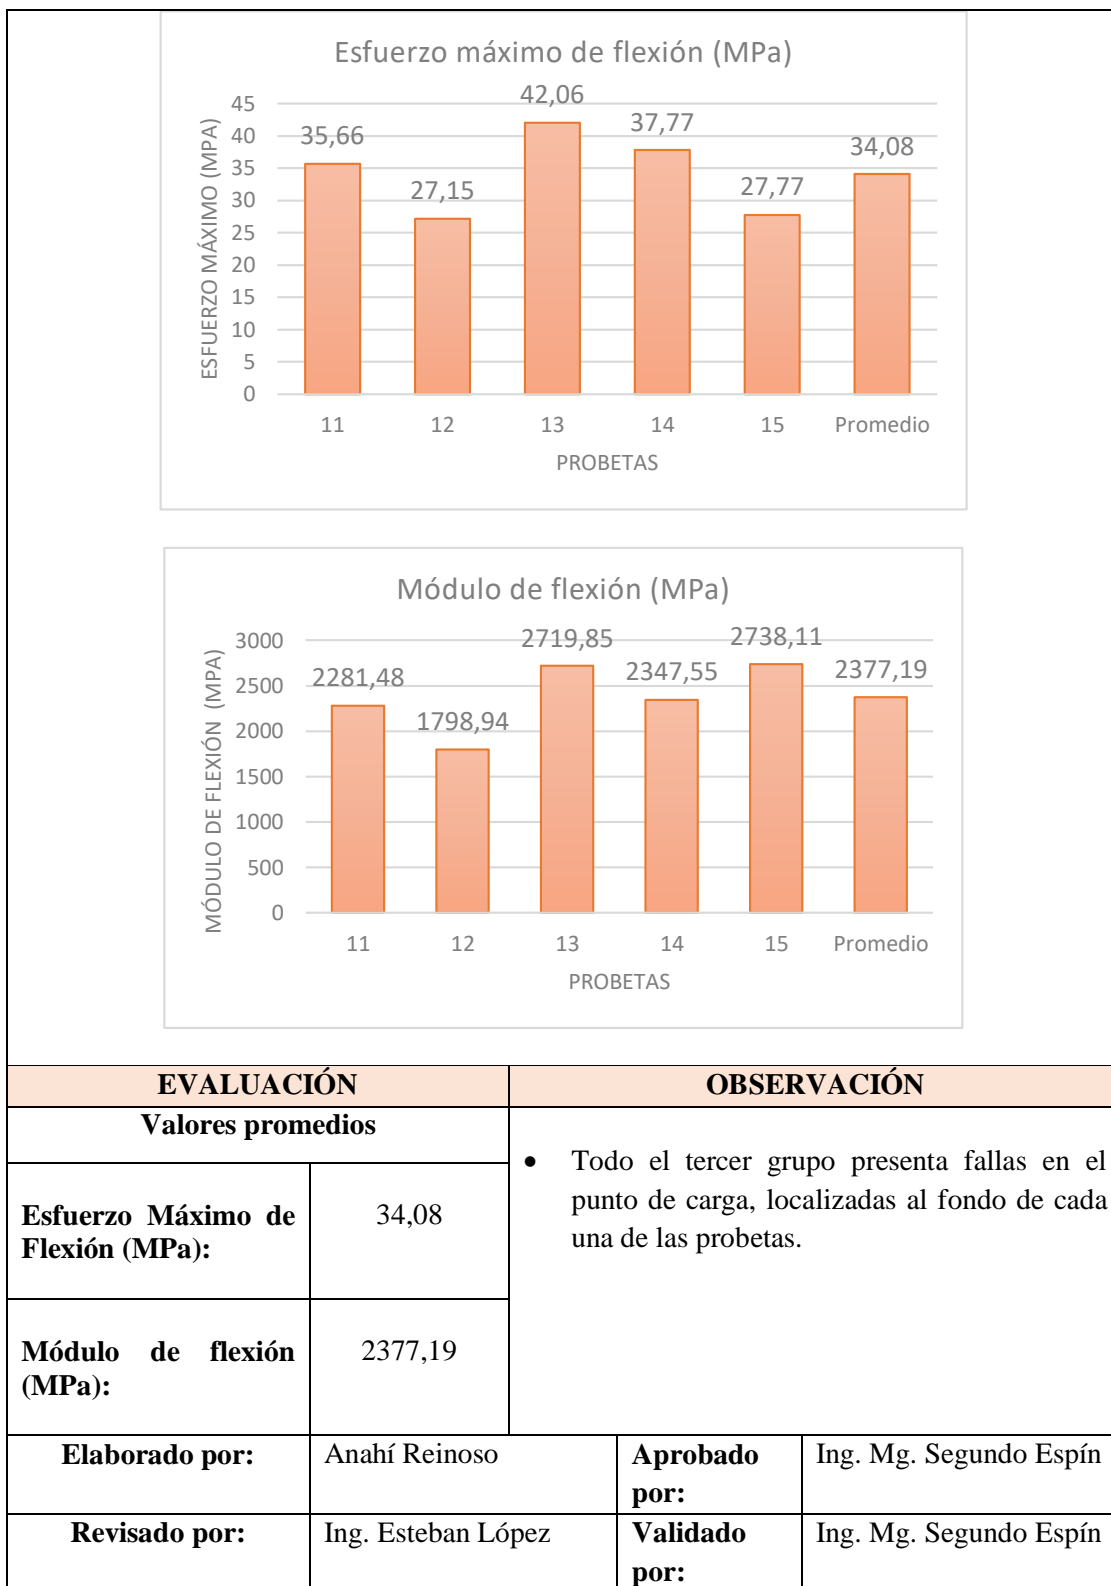 Esfuerzo máximo de flexión (MPa)
ESFUERZO MÁXIMO (MPA)
45
40
35
30
25
20
15
10
5
0
35,66
27,15
42,06
37,77
27,77
34,08
11 12 13 14 15 Promedio
PROBETAS
Módulo de flexión (MPa)
MÓDULO DE FLEXIÓN (MPA)
3000
2500
2000
1500
1000
500
0
2281,48
1798,94
2719,85
2347,55
2738,11
2377,19
11 12 13 14 15 Promedio
PROBETAS
EVALUACIÓN
OBSERVACIÓN
Valores promedios
Esfuerzo Máximo de
Flexión (MPa):
34,08
Módulo de flexión
(MPa):
2377,19
• Todo el tercer grupo presenta fallas en el
punto de carga, localizadas al fondo de cada
una de las probetas.
Elaborado por:
Anahí Reinoso
Aprobado
por:
Ing. Mg. Segundo Espín
Revisado por:
Ing. Esteban López
Validado
por:
Ing. Mg. Segundo Espín